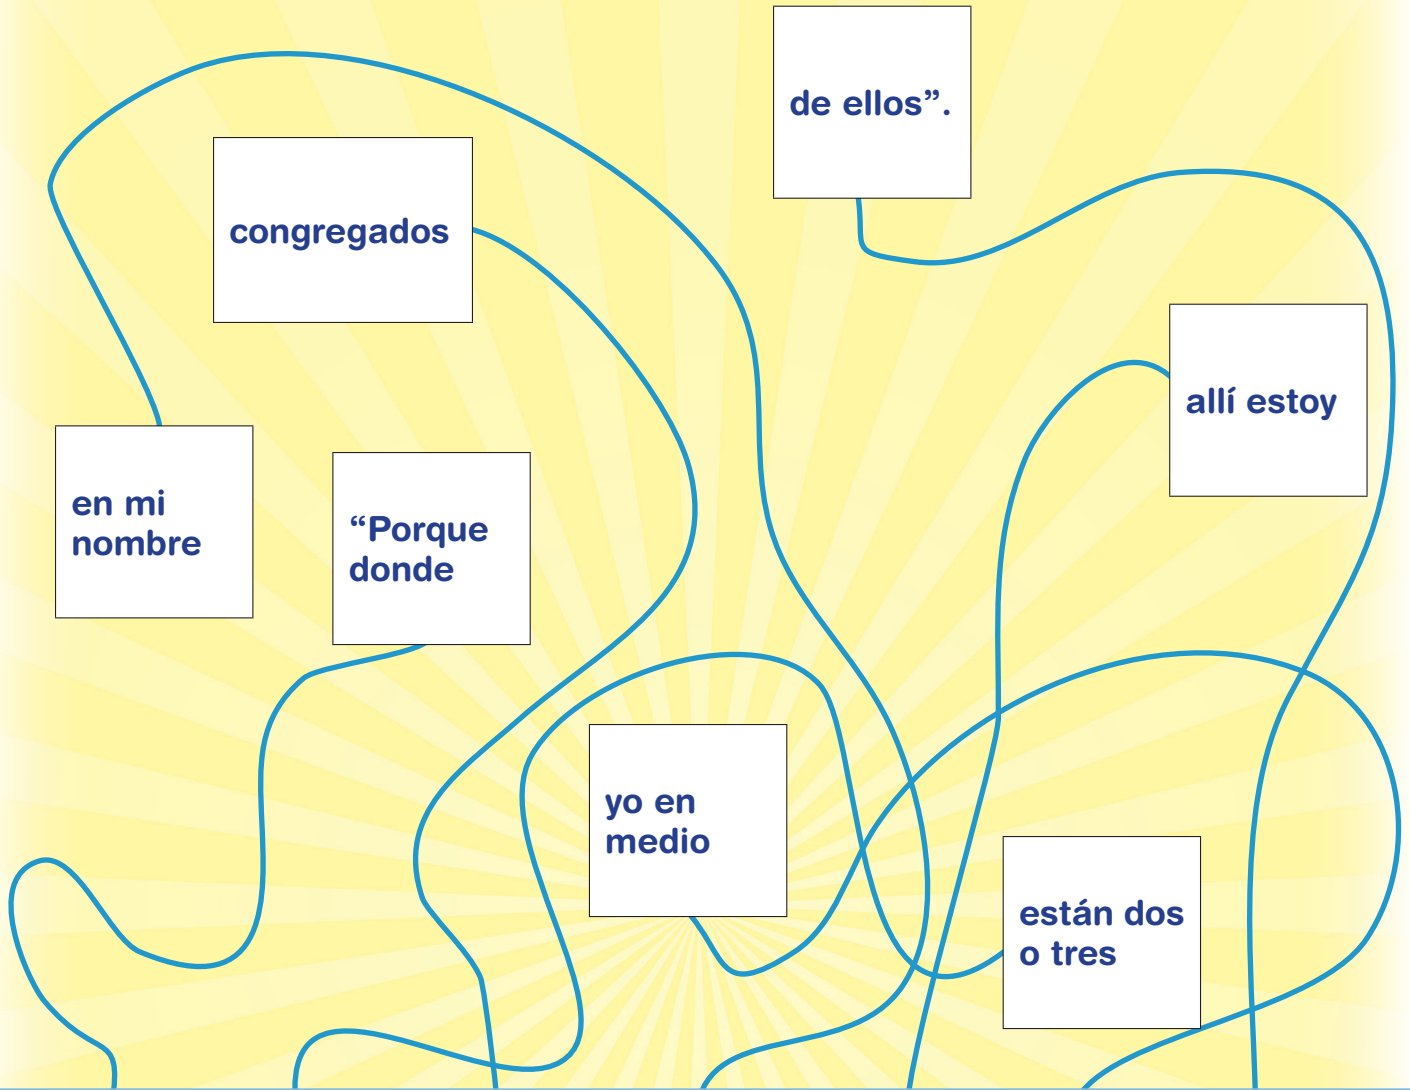 de ellos”.
congregados
allí estoy
en mi
nombre
“Porque
donde
yo en
medio
están dos
o tres